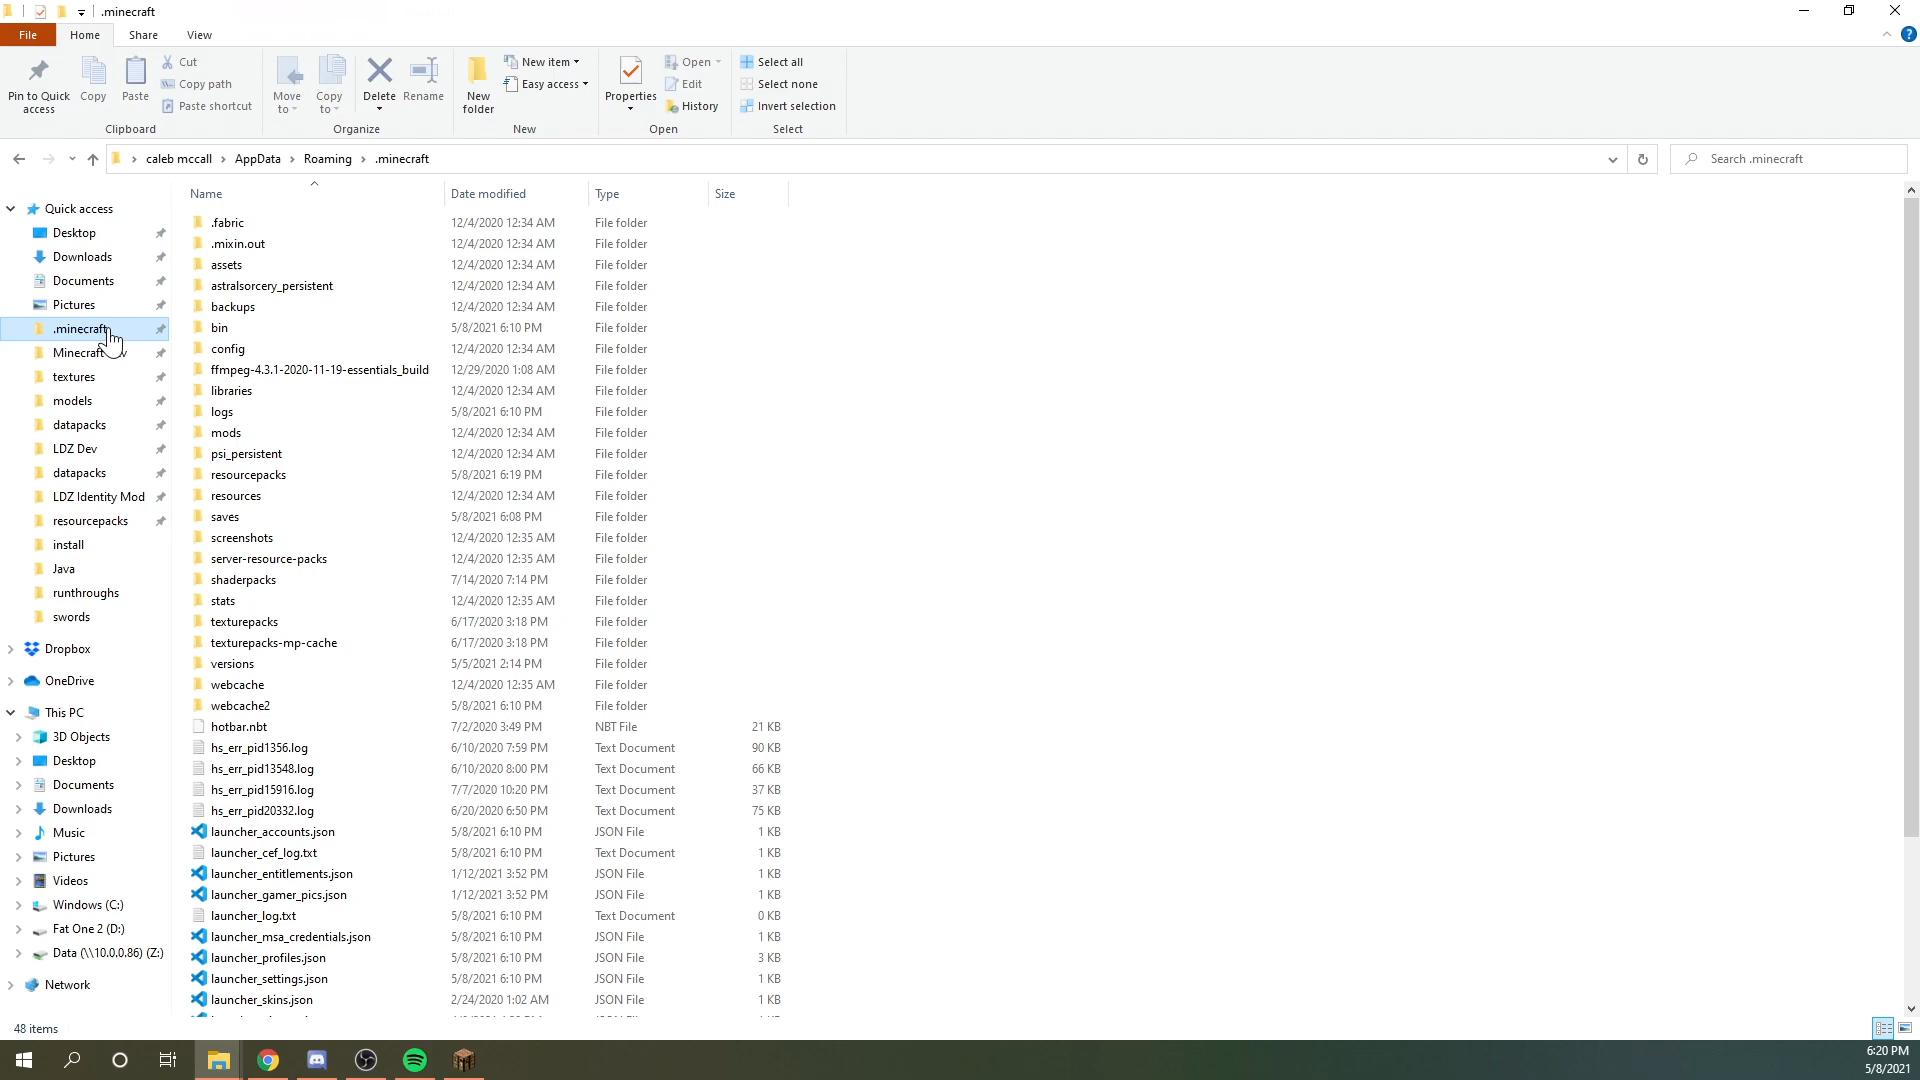 .minecraft
File Home Share View
Pin to Quick access
Copy
Paste
Cut
Copy path
Paste shortcut
Clipboard
Move to
Copy to
Delete
Rename
Organize
New folder
New item
Easy access
New
Properties
Open
Edit
History
Open
Select all
Select none
Invert selection
Select
caleb mccall > AppData > Roaming > .minecraft
Search .minecraft
Quick access
Desktop
Downloads
Documents
Pictures
.minecraft
Minecraft
textures
models
datapacks
LDZ Dev
datapacks
LDZ Identity Mod
resourcepacks
install
Java
runthroughs
swords
Dropbox
OneDrive
This PC
3D Objects
Desktop
Documents
Downloads
Music
Pictures
Videos
Windows (C:)
Fat One 2 (D:)
Data (\\10.0.0.86) (Z:)
Network
Name Date modified Type Size
.fabric 12/4/2020 12:34 AM File folder
.mixin.out 12/4/2020 12:34 AM File folder
assets 12/4/2020 12:34 AM File folder
astralsorcery_persistent 12/4/2020 12:34 AM File folder
backups 12/4/2020 12:34 AM File folder
bin 5/8/2021 6:10 PM File folder
config 12/4/2020 12:34 AM File folder
ffmpeg-4.3.1-2020-11-19-essentials_build 12/29/2020 1:08 AM File folder
libraries 12/4/2020 12:34 AM File folder
logs 5/8/2021 6:10 PM File folder
mods 12/4/2020 12:34 AM File folder
psi_persistent 12/4/2020 12:34 AM File folder
resourcepacks 5/8/2021 6:19 PM File folder
resources 12/4/2020 12:34 AM File folder
saves 5/8/2021 6:08 PM File folder
screenshots 12/4/2020 12:35 AM File folder
server-resource-packs 12/4/2020 12:35 AM File folder
shaderpacks 7/14/2020 7:14 PM File folder
stats 12/4/2020 12:35 AM File folder
texturepacks 6/17/2020 3:18 PM File folder
texturepacks-mp-cache 6/17/2020 3:18 PM File folder
versions 5/5/2021 2:14 PM File folder
webcache 12/4/2020 12:35 AM File folder
webcache2 5/8/2021 6:10 PM File folder
hotbar.nbt 7/2/2020 3:49 PM NBT File 21 KB
hs_err_pid1356.log 6/10/2020 7:59 PM Text Document 90 KB
hs_err_pid13548.log 6/10/2020 8:00 PM Text Document 66 KB
hs_err_pid15916.log 7/7/2020 10:20 PM Text Document 37 KB
hs_err_pid20332.log 6/20/2020 6:50 PM Text Document 75 KB
launcher_accounts.json 5/8/2021 6:10 PM JSON File 1 KB
launcher_cef_log.txt 5/8/2021 6:10 PM Text Document 1 KB
launcher_entitlements.json 1/12/2021 3:52 PM JSON File 1 KB
launcher_gamer_pics.json 1/12/2021 3:52 PM JSON File 1 KB
launcher_log.txt 5/8/2021 6:10 PM Text Document 0 KB
launcher_msa_credentials.json 5/8/2021 6:10 PM JSON File 1 KB
launcher_profiles.json 5/8/2021 6:10 PM JSON File 3 KB
launcher_settings.json 5/8/2021 6:10 PM JSON File 1 KB
launcher_skins.json 2/24/2020 1:02 AM JSON File 1 KB
48 items
6:20 PM
5/8/2021